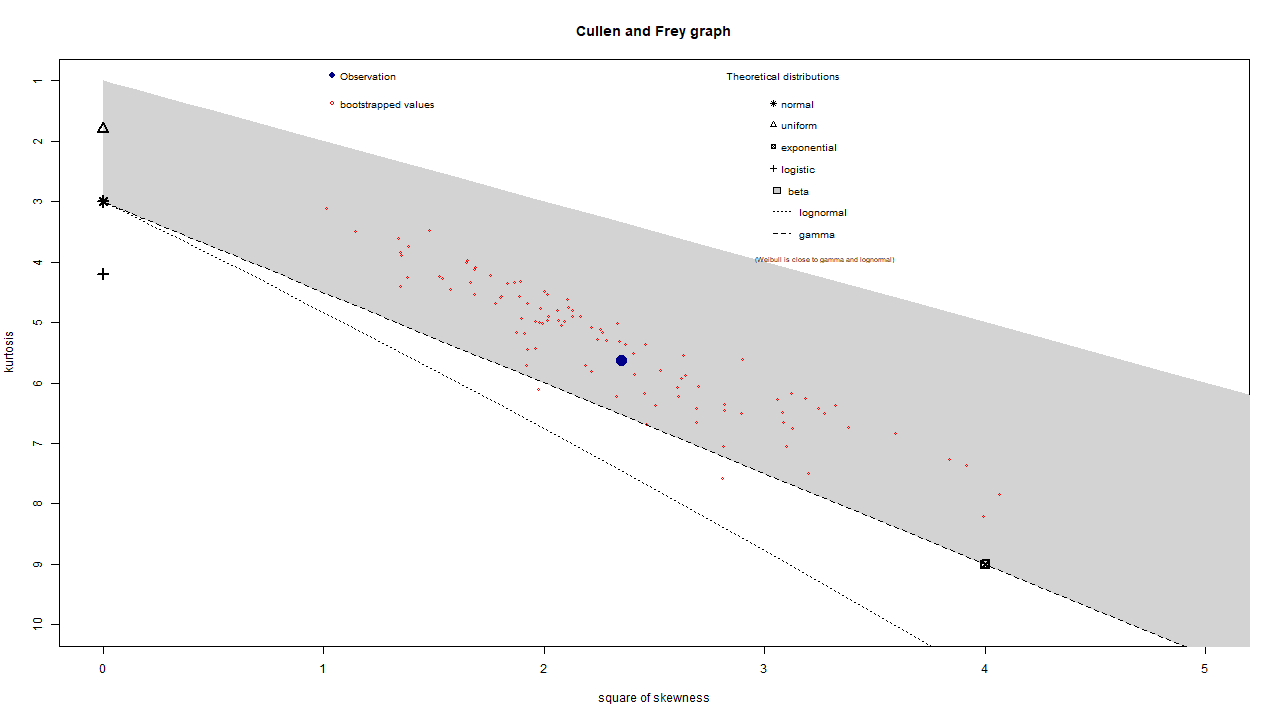 Cullen and Frey graph
Observation
bootstrapped values
Theoretical distributions
normal
uniform
exponential
logistic
beta
lognormal
gamma
(Weibull is close to gamma and lognormal)
kurtosis
1
2
3
4
5
6
7
8
9
10
0 1 2 3 4 5
square of skewness